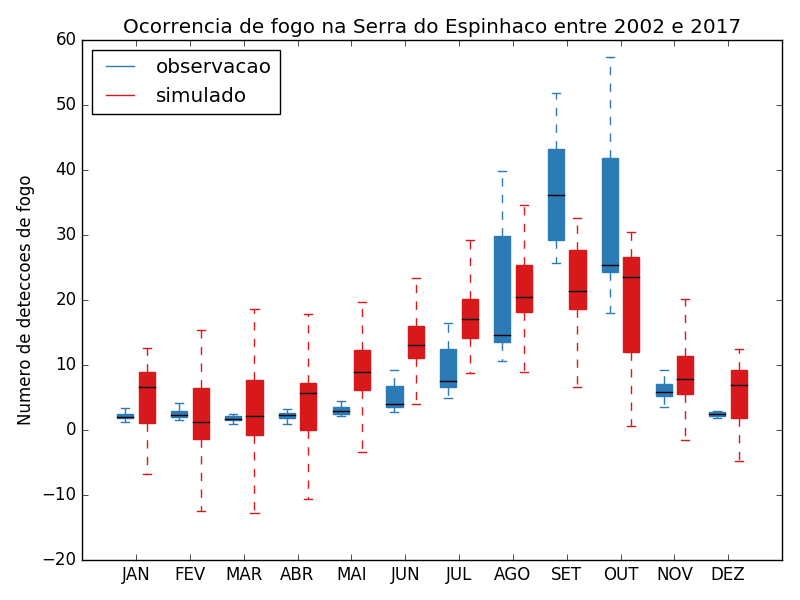 Ocorrencia de fogo na Serra do Espinhaco entre 2002 e 2017
observacao
simulado
Numero de deteccoes de fogo
60
50
40
30
20
10
0
−10
−20
JAN FEV MAR ABR MAI JUN JUL AGO SET OUT NOV DEZ